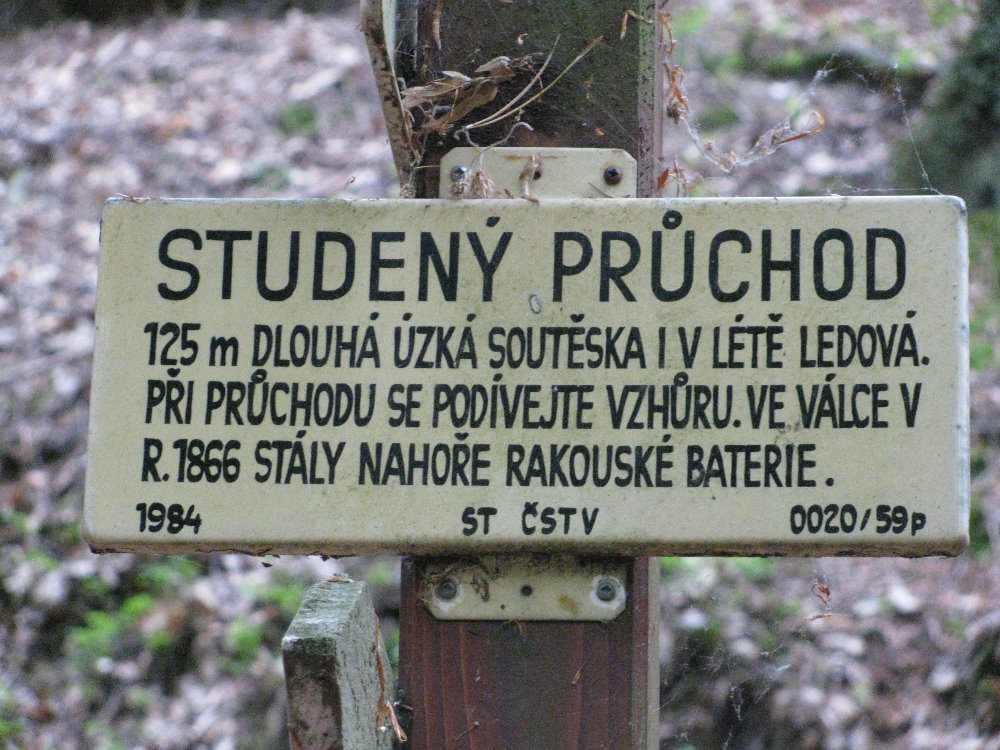 STUDENÝ PRŮCHOD
125 m DLOUHÁ ÚZKÁ SOUTĚSKA I V LÉTĚ LEDOVÁ.
PŘI PRŮCHODU SE PODÍVEJTE VZHŮRU. VE VÁLCE V
R. 1866 STÁLY NAHOŘE RAKOUSKÉ BATERIE.
1984 ST ČSTV 0020/59p